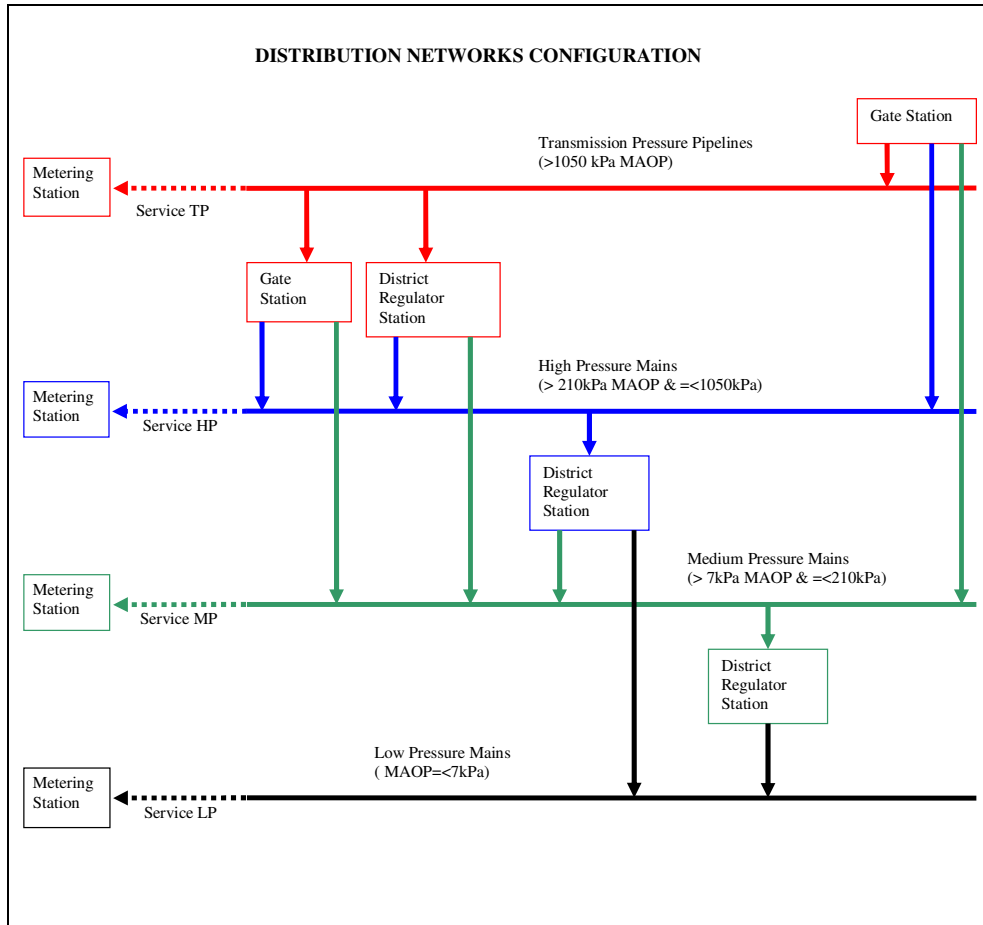 DISTRIBUTION NETWORKS CONFIGURATION
Gate Station
Transmission Pressure Pipelines
(>1050 kPa MAOP)
Metering
Station
Service TP
Gate
Station
District
Regulator
Station
High Pressure Mains
(> 210kPa MAOP & =<1050kPa)
Metering
Station
Service HP
District
Regulator
Station
Medium Pressure Mains
(> 7kPa MAOP & =<210kPa)
Metering
Station
Service MP
District
Regulator
Station
Low Pressure Mains
( MAOP=<7kPa)
Metering
Station
Service LP